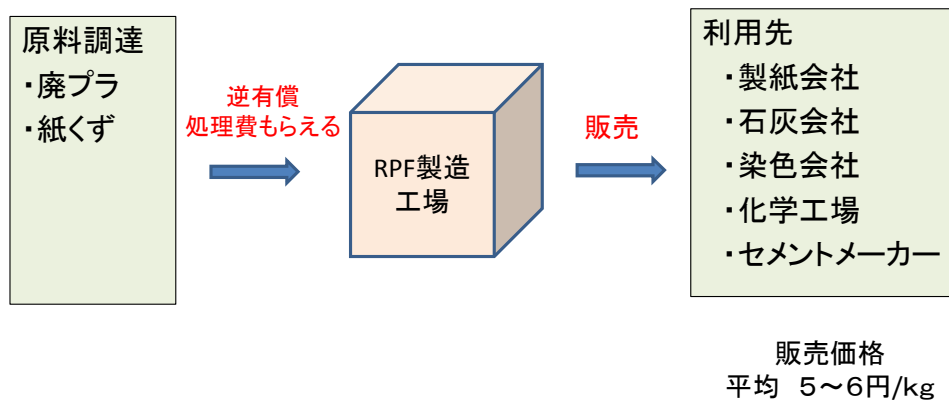 原料調達
・廃プラ
・紙くず
逆有償
処理費もらえる
RPF製造
工場
販売
利用先
・製紙会社
・石灰会社
・染色会社
・化学工場
・セメントメーカー
販売価格
平均 5~6円/kg